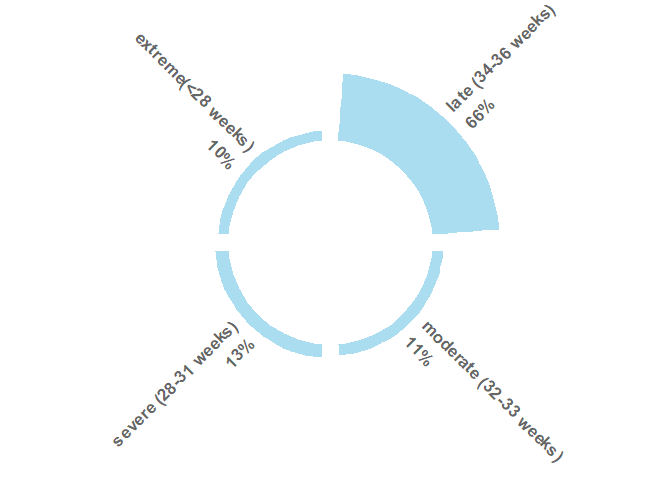 extreme(<28 weeks)
10%
late (34-36 weeks)
66%
severe (28-31 weeks)
13%
moderate (32-33 weeks)
11%